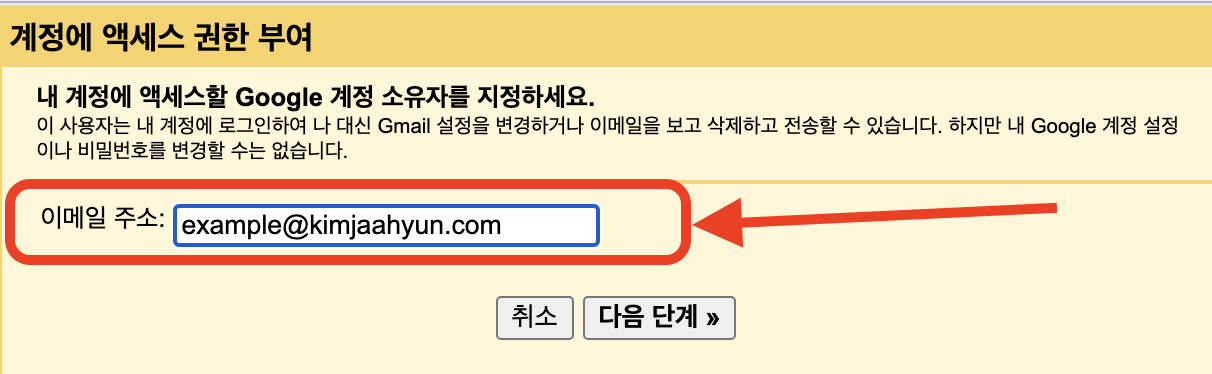 계정에 액세스 권한 부여
내 계정에 액세스할 Google 계정 소유자를 지정하세요.
이 사용자는 내 계정에 로그인하여 나 대신 Gmail 설정을 변경하거나 이메일을 보고 삭제하고 전송할 수 있습니다. 하지만 내 Google 계정 설정
이나 비밀번호를 변경할 수는 없습니다.
이메일 주소: example@kimjaahyun.com
취소 다음 단계 »